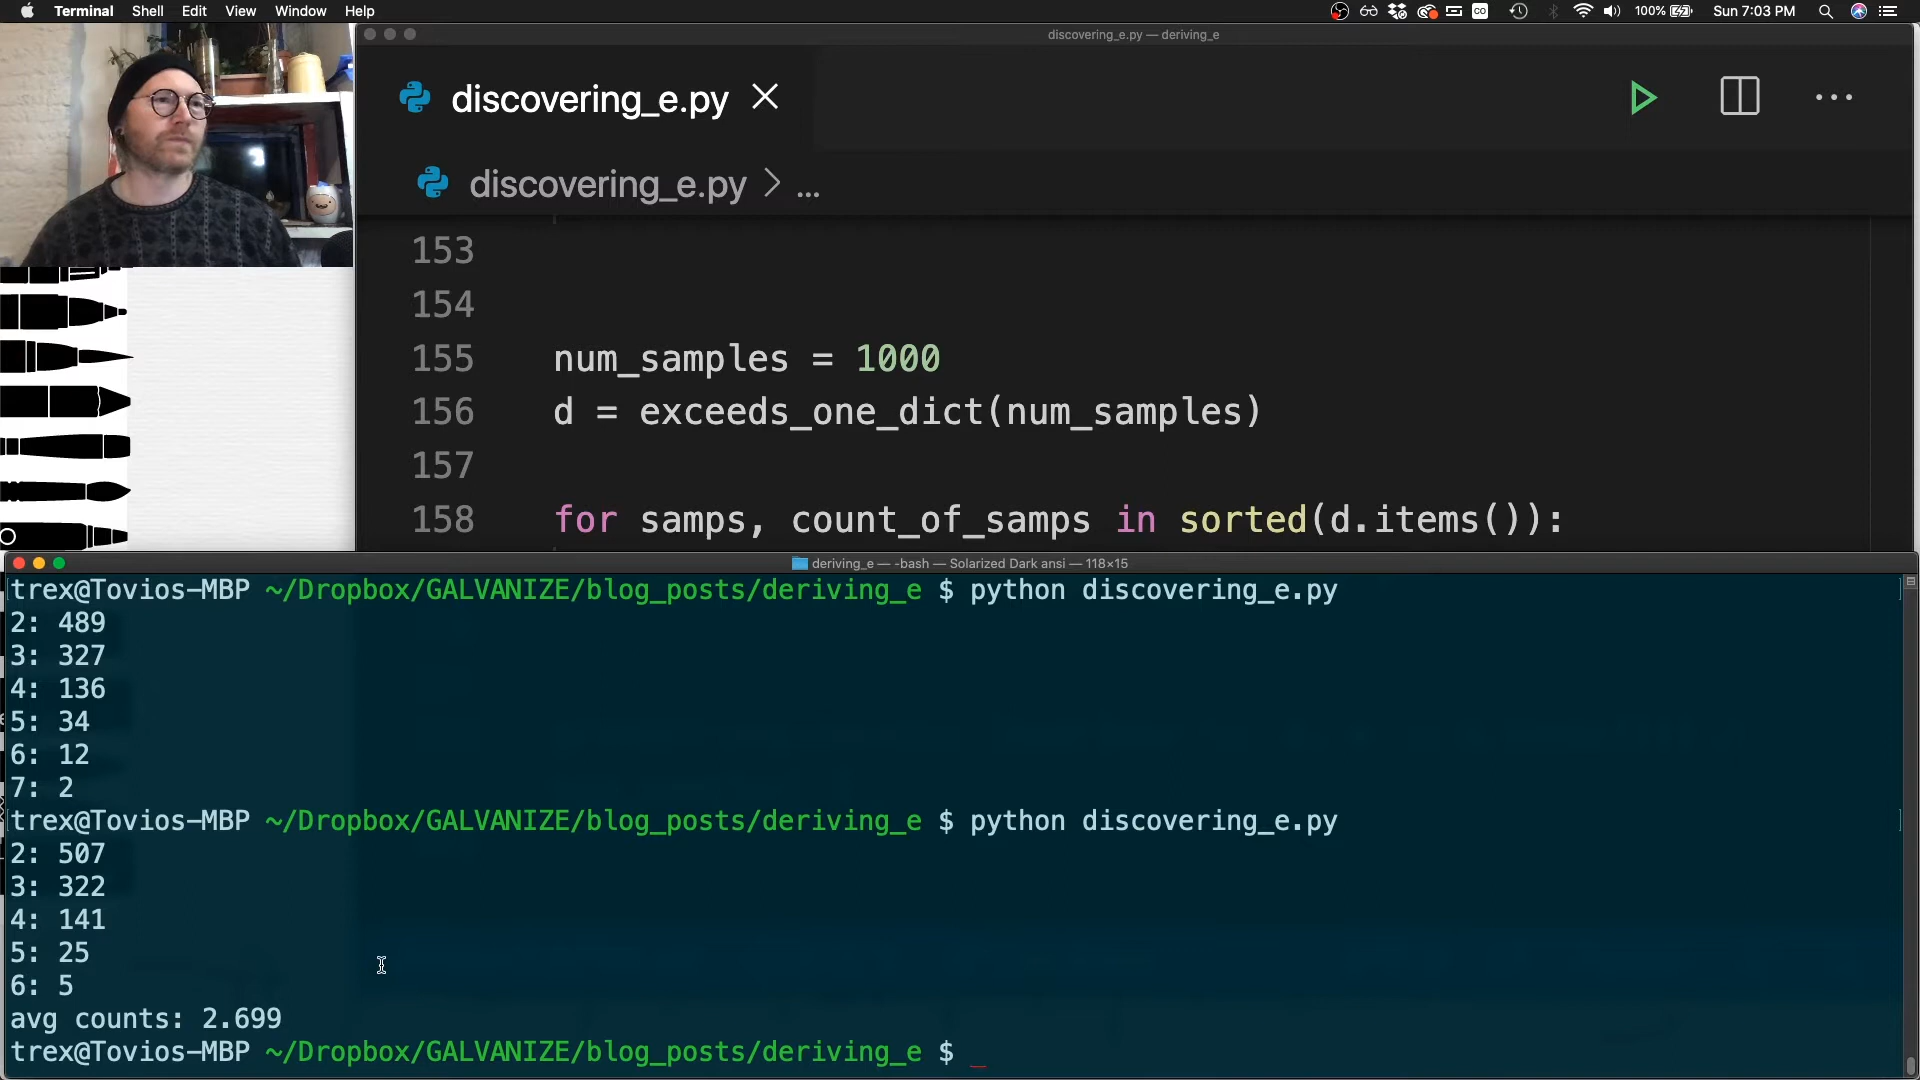 Terminal Shell Edit View Window Help 100% Sun 7:03 PM
discovering_e.py — deriving_e
discovering_e.py
discovering_e.py > ...
153
154
155 num_samples = 1000
156 d = exceeds_one_dict(num_samples)
157
158 for samps, count_of_samps in sorted(d.items()):
deriving_e — -bash — Solarized Dark ansi — 118×15
trex@Tovios-MBP ~/Dropbox/GALVANIZE/blog_posts/deriving_e $ python discovering_e.py
2: 489
3: 327
4: 136
5: 34
6: 12
7: 2
trex@Tovios-MBP ~/Dropbox/GALVANIZE/blog_posts/deriving_e $ python discovering_e.py
2: 507
3: 322
4: 141
5: 25
6: 5
avg counts: 2.699
trex@Tovios-MBP ~/Dropbox/GALVANIZE/blog_posts/deriving_e $ _